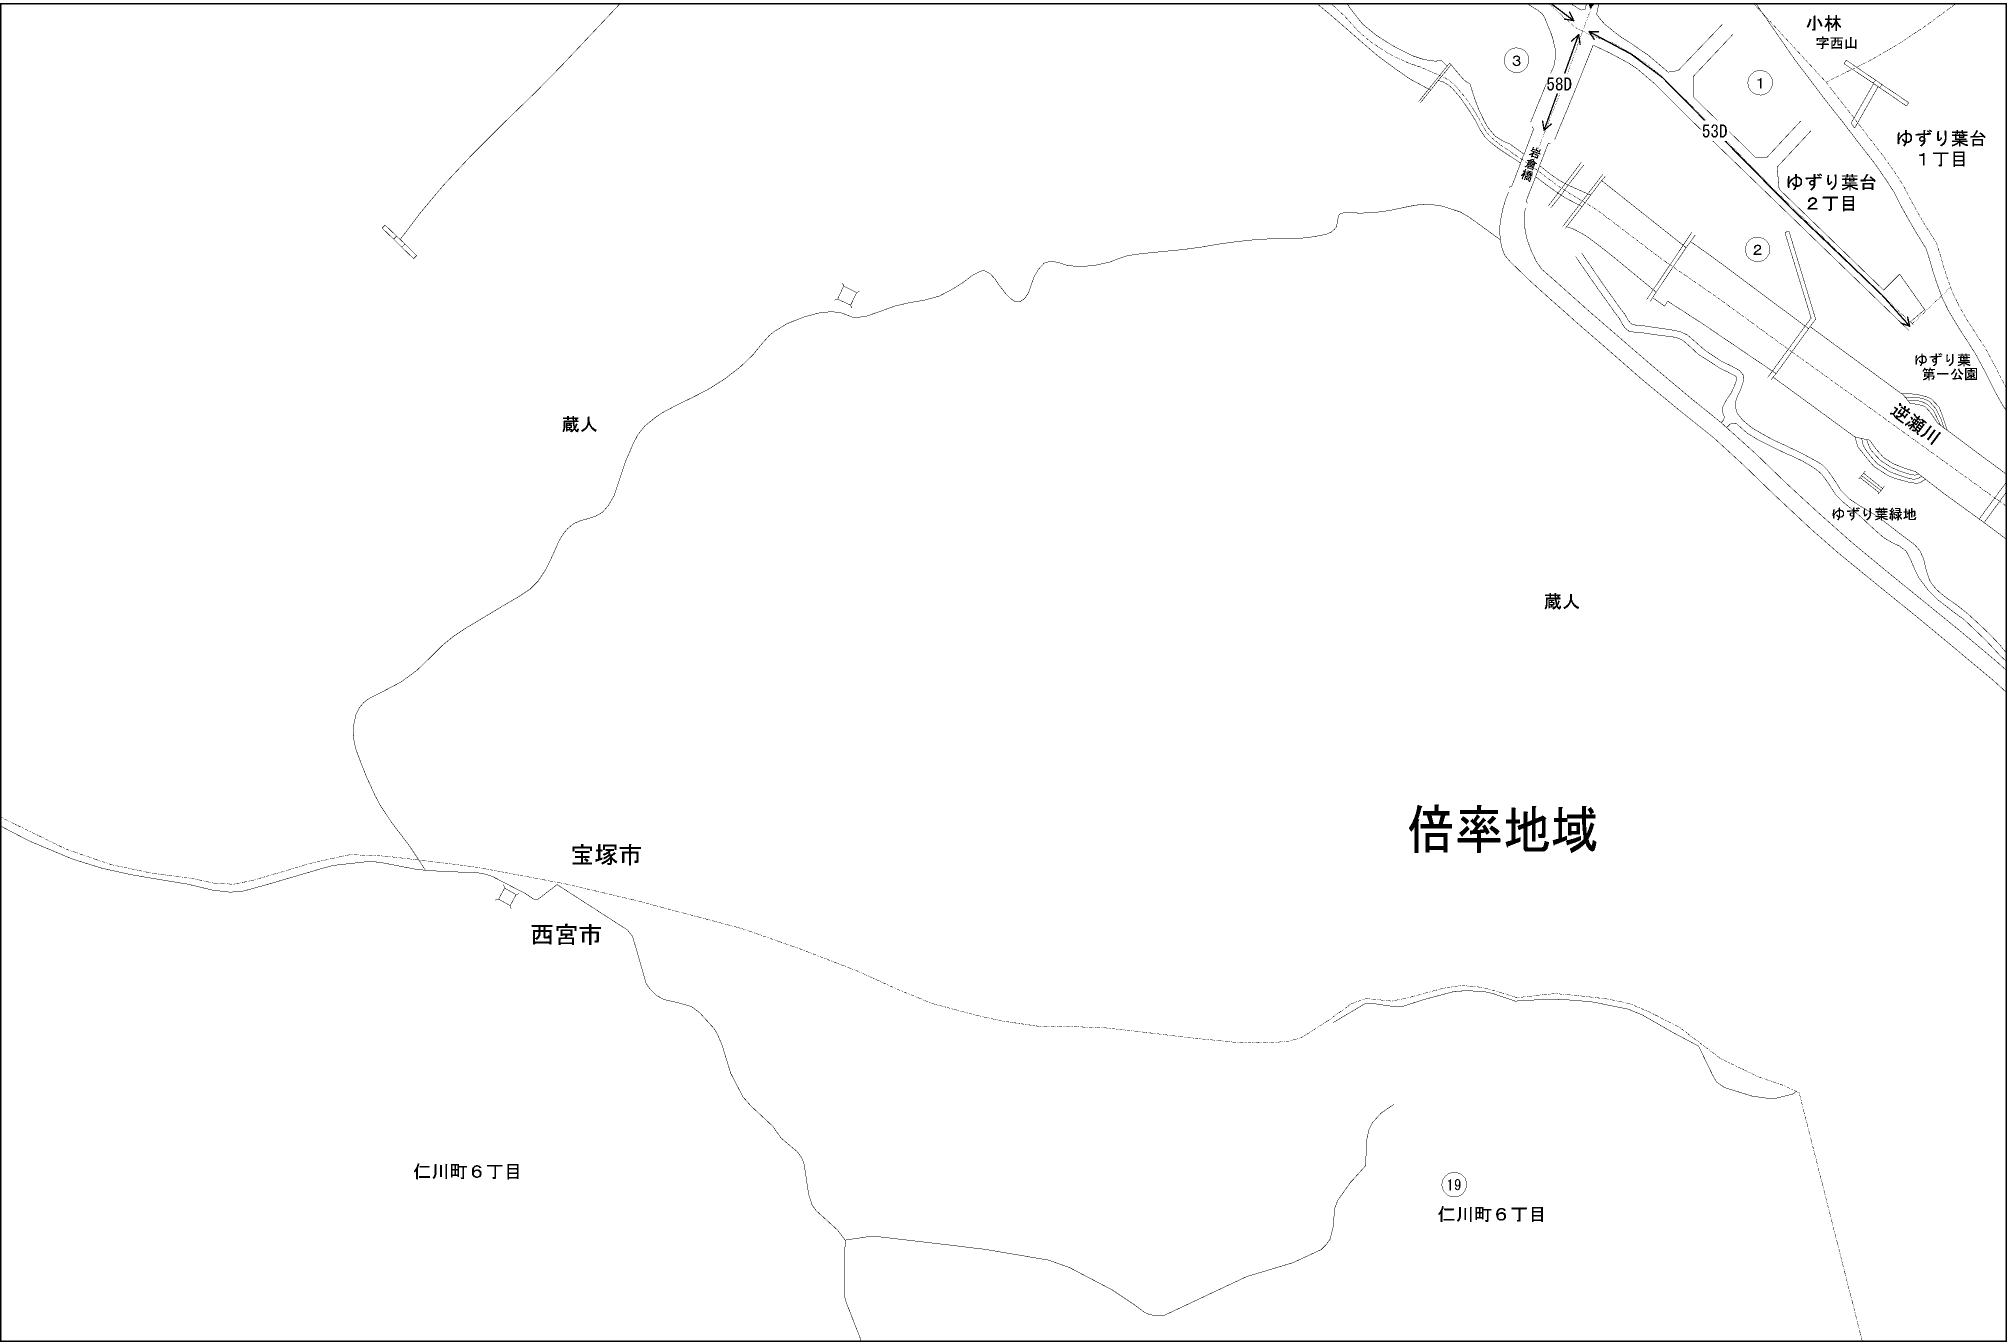 小林
字西山
③
58D
①
53D
ゆずり葉台
１丁目
岩倉橋
ゆずり葉台
２丁目
②
ゆずり葉
第一公園
逆瀬川
蔵人
ゆずり葉緑地
蔵人
倍率地域
宝塚市
西宮市
仁川町６丁目
⑲
仁川町６丁目